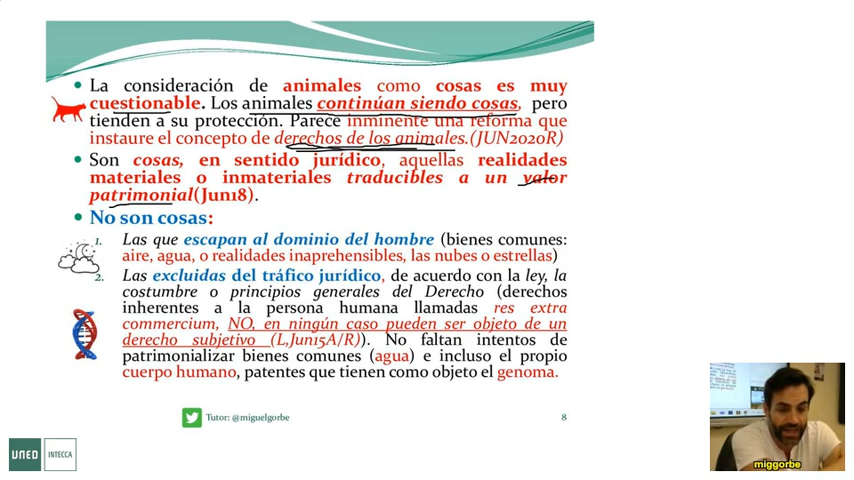 • La consideración de animales como cosas es muy
cuestionable. Los animales continúan siendo cosas, pero
tienden a su protección. Parece inminente una reforma que
instaure el concepto de derechos de los animales.(JUN2020R)
• Son cosas, en sentido jurídico, aquellas realidades
materiales o inmateriales traducibles a un valor
patrimonial(Jun18).
• No son cosas:
1. Las que escapan al dominio del hombre (bienes comunes:
aire, agua, o realidades inaprehensibles, las nubes o estrellas)
2. Las excluidas del tráfico jurídico, de acuerdo con la ley, la
costumbre o principios generales del Derecho (derechos
inherentes a la persona humana llamadas res extra
commercium, NO, en ningún caso pueden ser objeto de un
derecho subjetivo (L,Jun15A/R)). No faltan intentos de
patrimonializar bienes comunes (agua) e incluso el propio
cuerpo humano, patentes que tienen como objeto el genoma.
Tutor: @miguelgorbe
8
UNED INTECCA
miggorbe